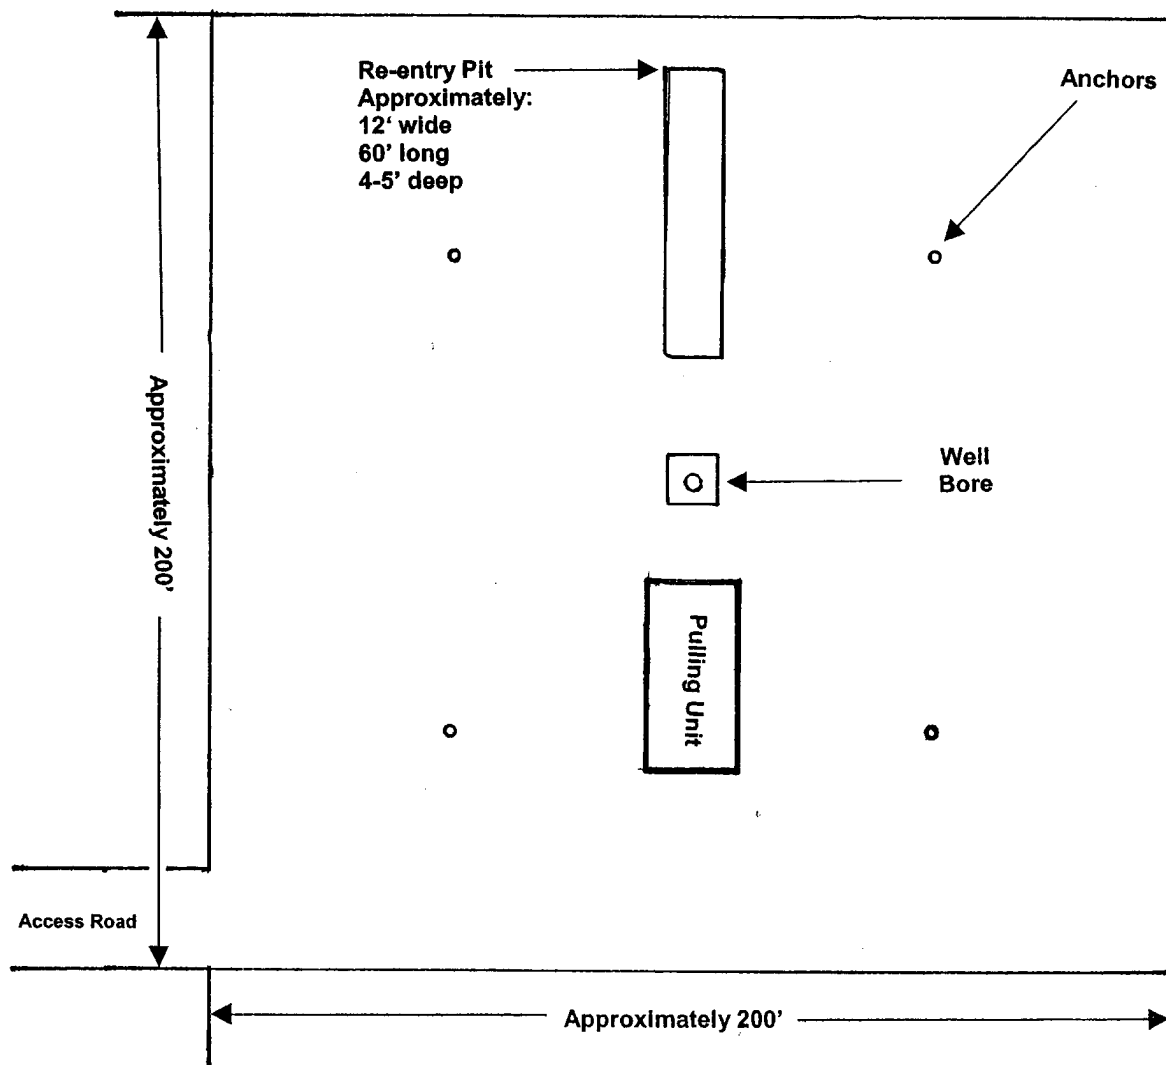 Re-entry Pit
Approximately:
12' wide
60' long
4-5' deep
Anchors
Approximately 200'
Well
Bore
Pulling Unit
Access Road
Approximately 200'